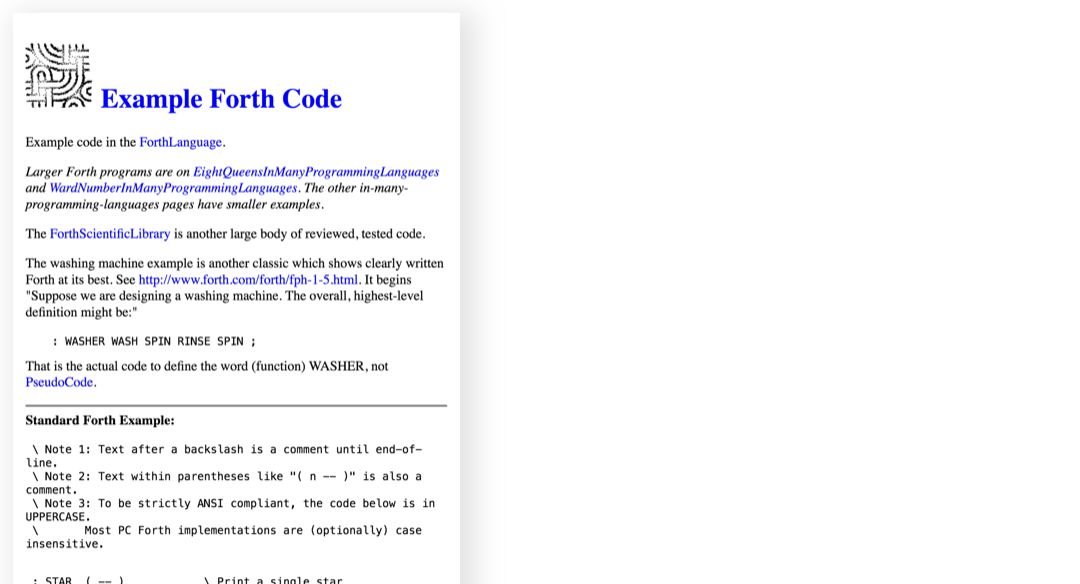 Example Forth Code
Example code in the ForthLanguage.
Larger Forth programs are on EightQueensInManyProgrammingLanguages
and WardNumberInManyProgrammingLanguages. The other in-many-
programming-languages pages have smaller examples.
The ForthScientificLibrary is another large body of reviewed, tested code.
The washing machine example is another classic which shows clearly written
Forth at its best. See http://www.forth.com/forth/fph-1-5.html. It begins
"Suppose we are designing a washing machine. The overall, highest-level
definition might be:"
: WASHER WASH SPIN RINSE SPIN ;
That is the actual code to define the word (function) WASHER, not
PseudoCode.
Standard Forth Example:
\ Note 1: Text after a backslash is a comment until end-of-
line.
\ Note 2: Text within parentheses like "( n -- )" is also a
comment.
\ Note 3: To be strictly ANSI compliant, the code below is in
UPPERCASE.
\       Most PC Forth implementations are (optionally) case
insensitive.
: STAR  ( -- )            \ Print a single star